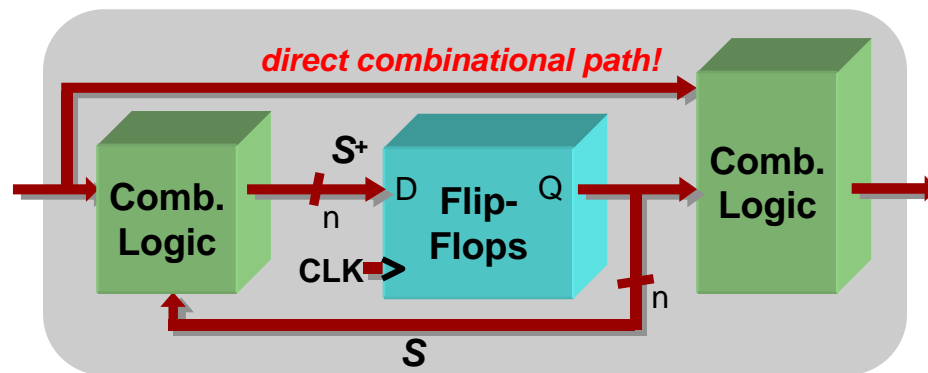 direct combinational path!
Comb.
Logic
S+
n
D
Flip-
Flops
Q
CLK
n
S
Comb.
Logic